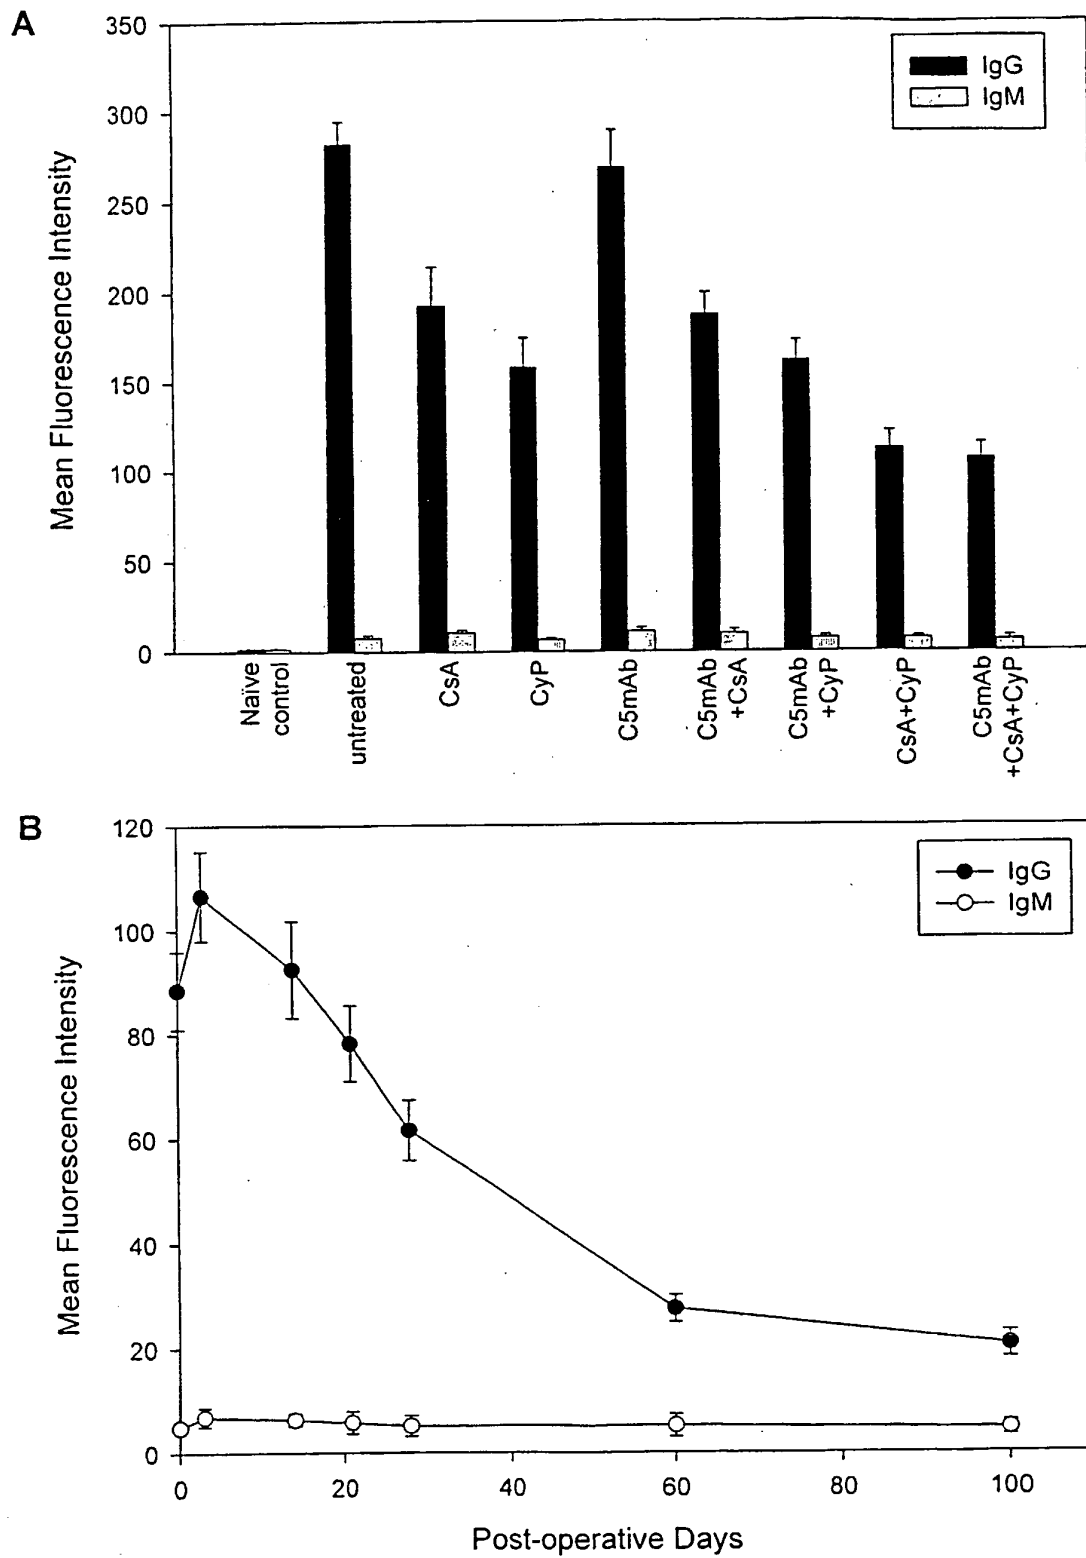 A
350
300
250
200
150
100
50
0
Mean Fluorescence Intensity
IgG
IgM
Naïve
control
untreated
CsA
CyP
C5mAb
C5mAb
+CsA
C5mAb
+CyP
CsA+CyP
C5mAb
+CsA+CyP
B
120
100
80
60
40
20
0
Mean Fluorescence Intensity
IgG
IgM
0 20 40 60 80 100
Post-operative Days